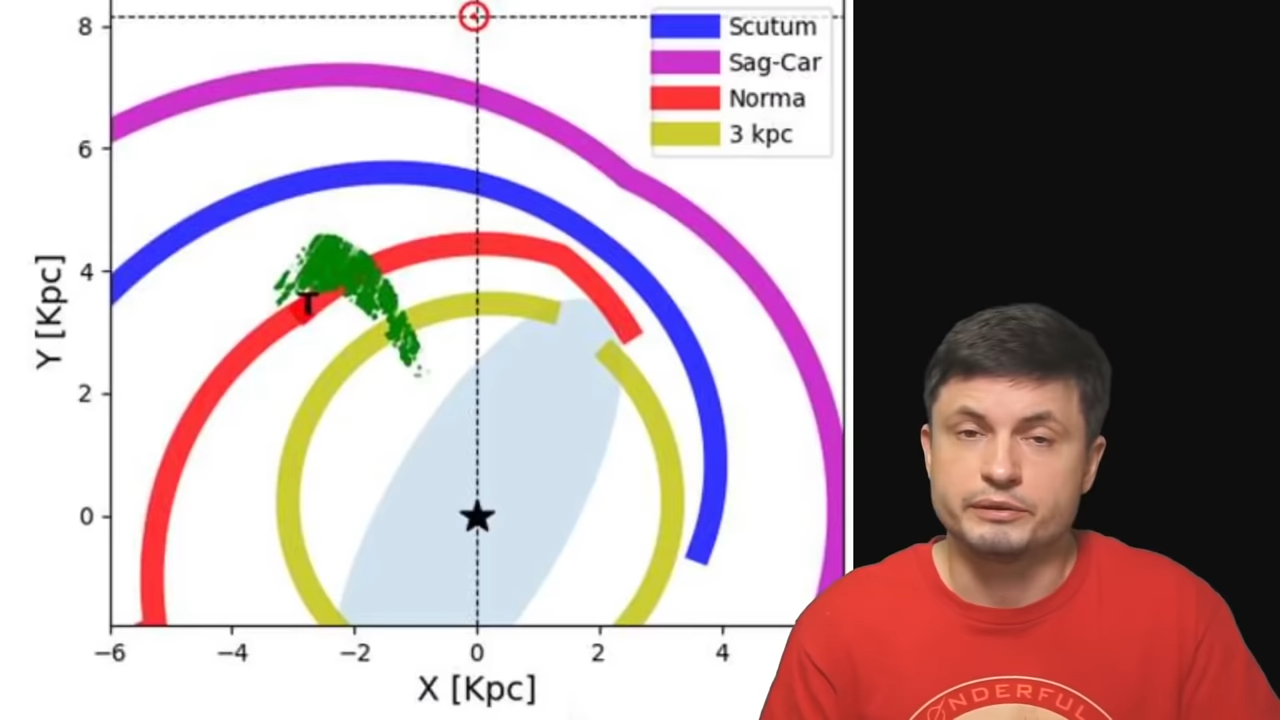 8
6
4
2
0
Y [Kpc]
Scutum
Sag-Car
Norma
3 kpc
T
−6 −4 −2 0 2 4
X [Kpc]
NDERFUL